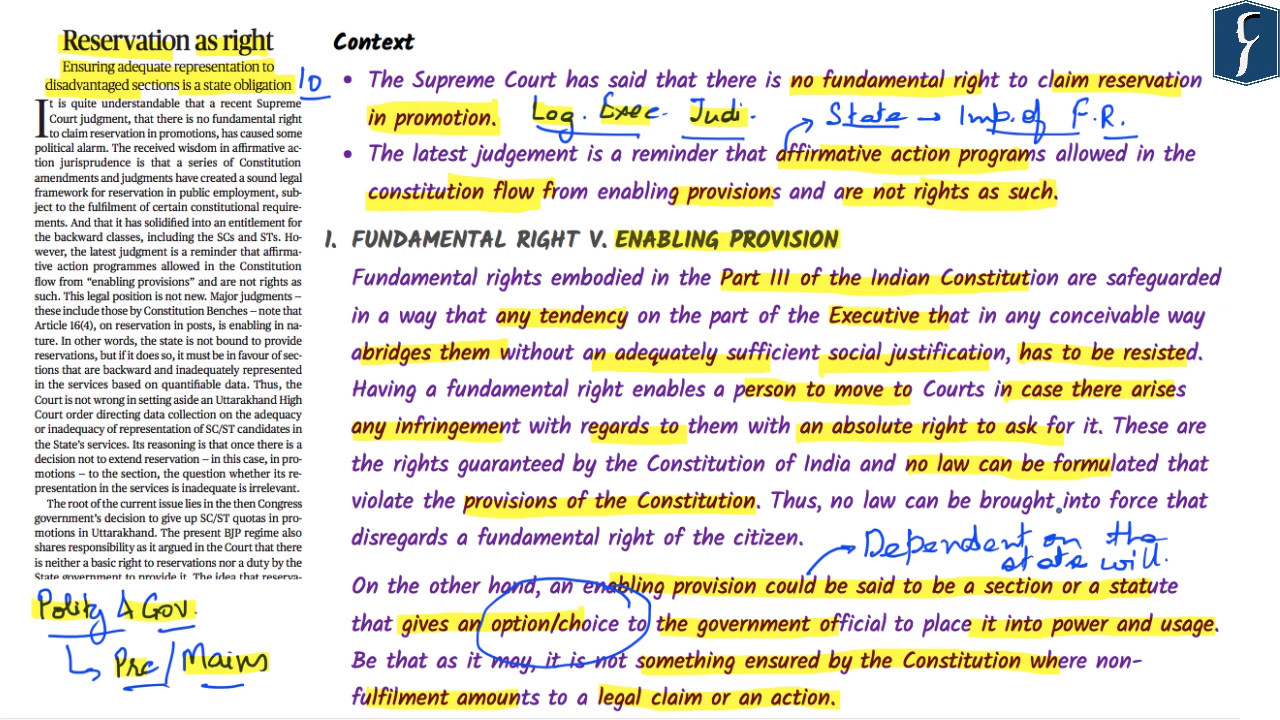 Reservation as right
Ensuring adequate representation to
disadvantaged sections is a state obligation
10
It is quite understandable that a recent Supreme
Court judgment, that there is no fundamental right
to claim reservation in promotions, has caused some
political alarm. The received wisdom in affirmative ac-
tion jurisprudence is that a series of Constitution
amendments and judgments have created a sound legal
framework for reservation in public employment, sub-
ject to the fulfilment of certain constitutional require-
ments. And that it has solidified into an entitlement for
the backward classes, including the SCs and STs. Ho-
wever, the latest judgment is a reminder that affirma-
tive action programmes allowed in the Constitution
flow from “enabling provisions” and are not rights as
such. This legal position is not new. Major judgments –
these include those by Constitution Benches – note that
Article 16(4), on reservation in posts, is enabling in na-
ture. In other words, the state is not bound to provide
reservations, but if it does so, it must be in favour of sec-
tions that are backward and inadequately represented
in the services based on quantifiable data. Thus, the
Court is not wrong in setting aside an Uttarakhand High
Court order directing data collection on the adequacy
or inadequacy of representation of SC/ST candidates in
the State’s services. Its reasoning is that once there is a
decision not to extend reservation – in this case, in pro-
motions – to the section, the question whether its re-
presentation in the services is inadequate is irrelevant.
The root of the current issue lies in the then Congress
government’s decision to give up SC/ST quotas in pro-
motions in Uttarakhand. The present BJP regime also
shares responsibility as it argued in the Court that there
is neither a basic right to reservations nor a duty by the
State government to provide it. The idea that reserva-
Polity & Gov.
Pre/Mains
Context
• The Supreme Court has said that there is no fundamental right to claim reservation
in promotion.
Log. Exec. Judi.
State → Imp. of F.R.
• The latest judgement is a reminder that affirmative action programs allowed in the
constitution flow from enabling provisions and are not rights as such.
1. FUNDAMENTAL RIGHT V. ENABLING PROVISION
Fundamental rights embodied in the Part III of the Indian Constitution are safeguarded
in a way that any tendency on the part of the Executive that in any conceivable way
abridges them without an adequately sufficient social justification, has to be resisted.
Having a fundamental right enables a person to move to Courts in case there arises
any infringement with regards to them with an absolute right to ask for it. These are
the rights guaranteed by the Constitution of India and no law can be formulated that
violate the provisions of the Constitution. Thus, no law can be brought into force that
disregards a fundamental right of the citizen.
Dependent on the
state will.
On the other hand, an enabling provision could be said to be a section or a statute
that gives an option/choice to the government official to place it into power and usage.
Be that as it may, it is not something ensured by the Constitution where non-
fulfilment amounts to a legal claim or an action.